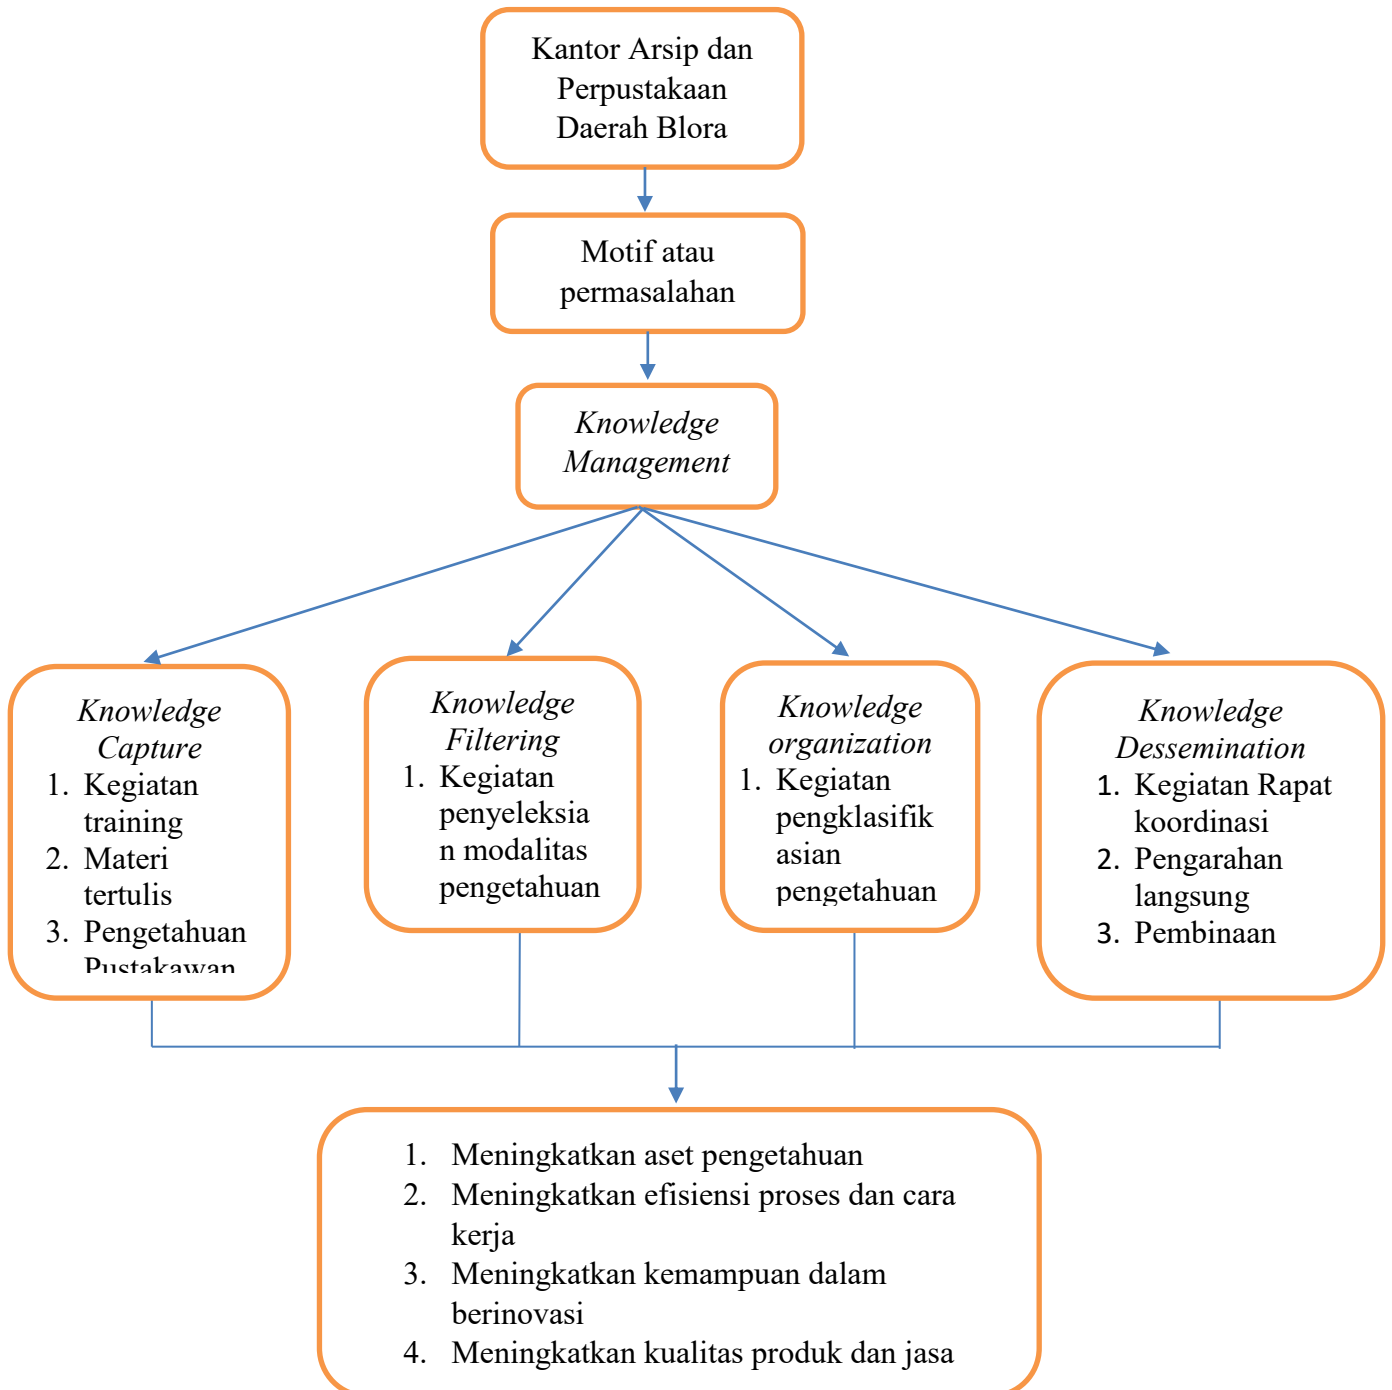 Kantor Arsip dan
Perpustakaan
Daerah Blora
Motif atau
permasalahan
Knowledge
Management
Knowledge
Capture
1. Kegiatan
training
2. Materi
tertulis
3. Pengetahuan
Pustakawan
Knowledge
Filtering
1. Kegiatan
penyeleksia
n modalitas
pengetahuan
Knowledge
organization
1. Kegiatan
pengklasifik
asian
pengetahuan
Knowledge
Dessemination
1. Kegiatan Rapat
koordinasi
2. Pengarahan
langsung
3. Pembinaan
1. Meningkatkan aset pengetahuan
2. Meningkatkan efisiensi proses dan cara
kerja
3. Meningkatkan kemampuan dalam
berinovasi
4. Meningkatkan kualitas produk dan jasa